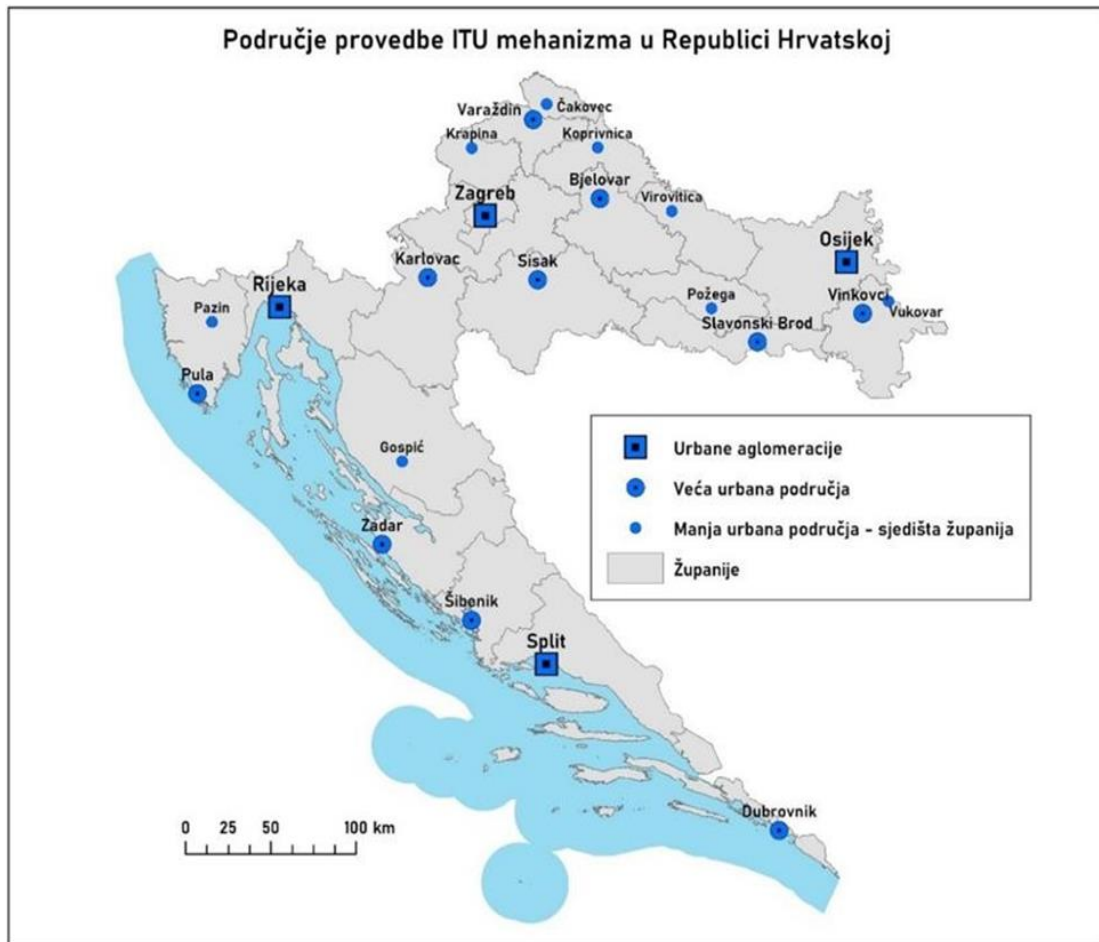 Područje provedbe ITU mehanizma u Republici Hrvatskoj
Čakovec
Varaždin
Krapina
Koprivnica
Bjelovar
Zagreb
Virovitica
Osijek
Karlovac
Sisak
Rijeka
Požega
Vinkovci
Pazin
Vukovar
Slavonski Brod
Pula
Gospić
Zadar
Šibenik
Split
Dubrovnik
Urbane aglomeracije
Veća urbana područja
Manja urbana područja - sjedišta županija
Županije
0 25 50 100 km